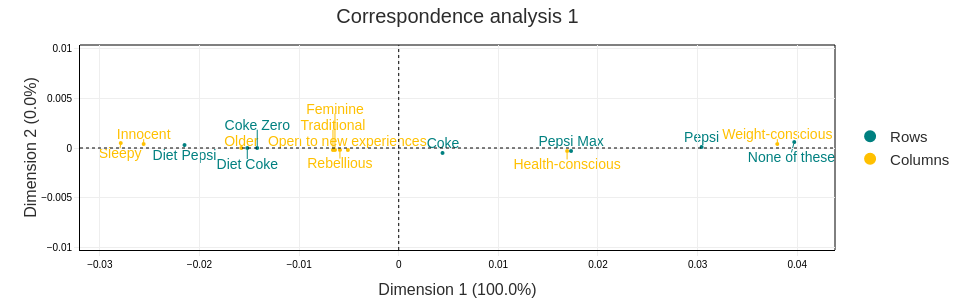 Correspondence analysis 1
Dimension 2 (0.0%)
0.01
0.005
0
−0.005
−0.01
Feminine
Coke Zero
Traditional
Innocent
Older
Open to new experiences
Coke
Pepsi Max
Pepsi
Weight-conscious
Sleepy
Diet Pepsi
Diet Coke
Rebellious
Health-conscious
None of these
−0.03
−0.02
−0.01
0
0.01
0.02
0.03
0.04
Dimension 1 (100.0%)
Rows
Columns